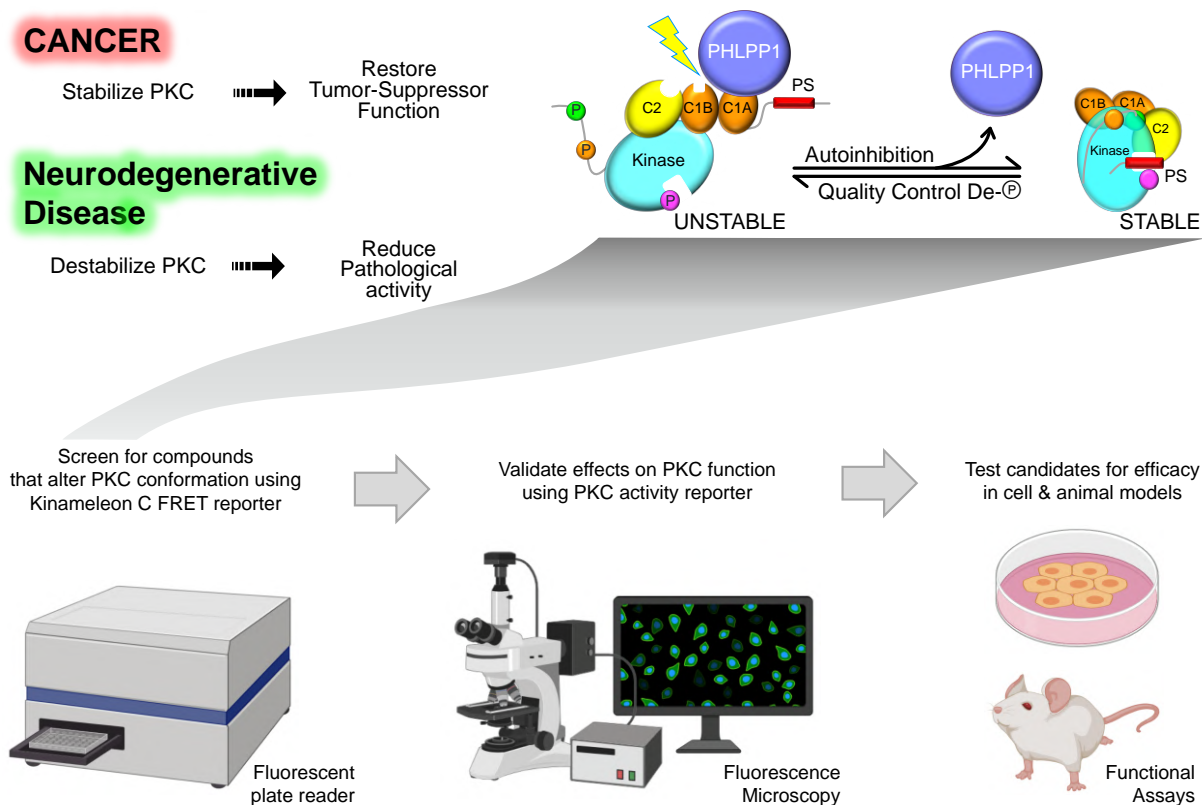 CANCER
Stabilize PKC
Restore
Tumor-Suppressor
Function
Neurodegenerative
Disease
Destabilize PKC
Reduce
Pathological
activity
PHLPP1
PS
C2
C1B
C1A
P
P
Kinase
P
UNSTABLE
Autoinhibition
Quality Control De-Ⓟ
PHLPP1
C1B
C1A
C2
Kinase
PS
STABLE
Screen for compounds
that alter PKC conformation using
Kinameleon C FRET reporter
Validate effects on PKC function
using PKC activity reporter
Test candidates for efficacy
in cell & animal models
Fluorescent
plate reader
Fluorescence
Microscopy
Functional
Assays